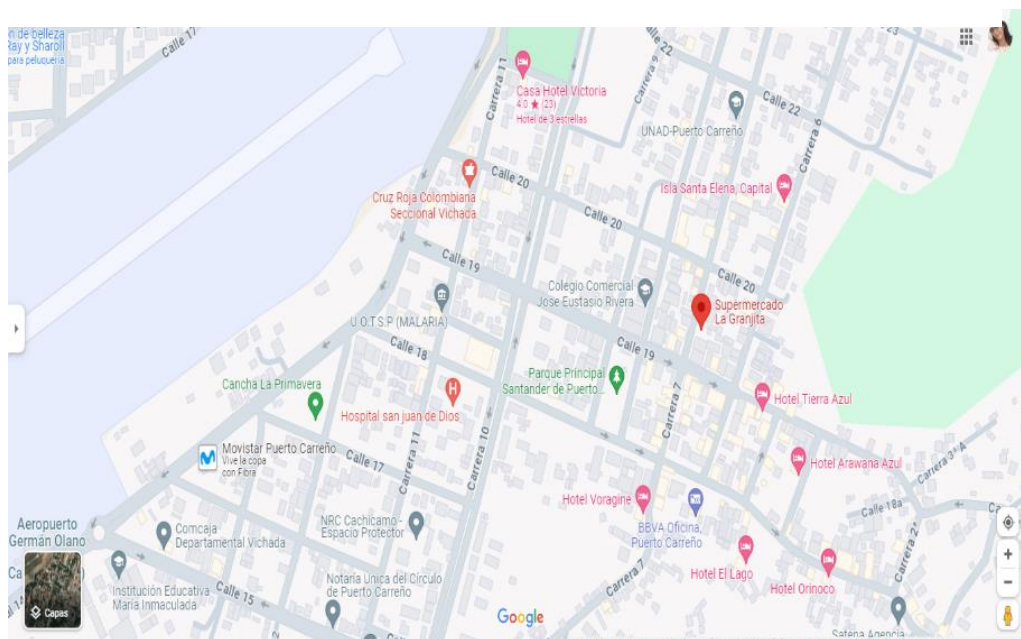 n de belleza
Ray y Sharoll
para peluquería
Calle 17
Calle 22
Carrera 11
Carrera 9
Casa Hotel Victoria
4.0 ★ (23)
Hotel de 3 estrellas
UNAD-Puerto Carreño
Calle 22
Carrera 6
Cruz Roja Colombiana
Seccional Vichada
Calle 20
Isla Santa Elena, Capital
Calle 20
Calle 19
Colegio Comercial
Jose Eustasio Rivera
Calle 20
Supermercado
La Granjita
U.O.T.S.P (MALARIA)
Calle 18
Calle 19
Parque Principal
Santander de Puerto...
Cancha La Primavera
Hospital san juan de Dios
Carrera 7
Hotel Tierra Azul
Movistar Puerto Carreño
Vive la copa
con Fibra
Calle 17
Carrera 11
Carrera 10
Hotel Arawana Azul
Carrera 3ª A
Hotel Voragine
Calle 18a
Aeropuerto
Germán Olano
Comcaja
Departamental Vichada
NRC Cachicamo -
Espacio Protector
BBVA Oficina,
Puerto Carreño
Carrera 2ª
Ca
Institución Educativa
Maria Inmaculada
Calle 15
Notaría Única del Círculo
de Puerto Carreño
Carrera 7
Hotel El Lago
Hotel Orinoco
Capas
Google
Satena Agencia